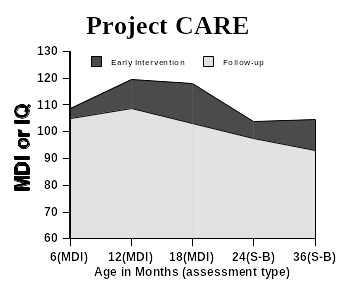 Project CARE
Early Intervention
Follow-up
MDI or IQ
130
120
110
100
90
80
70
60
6(MDI) 12(MDI) 18(MDI) 24(S-B) 36(S-B)
Age in Months (assessment type)